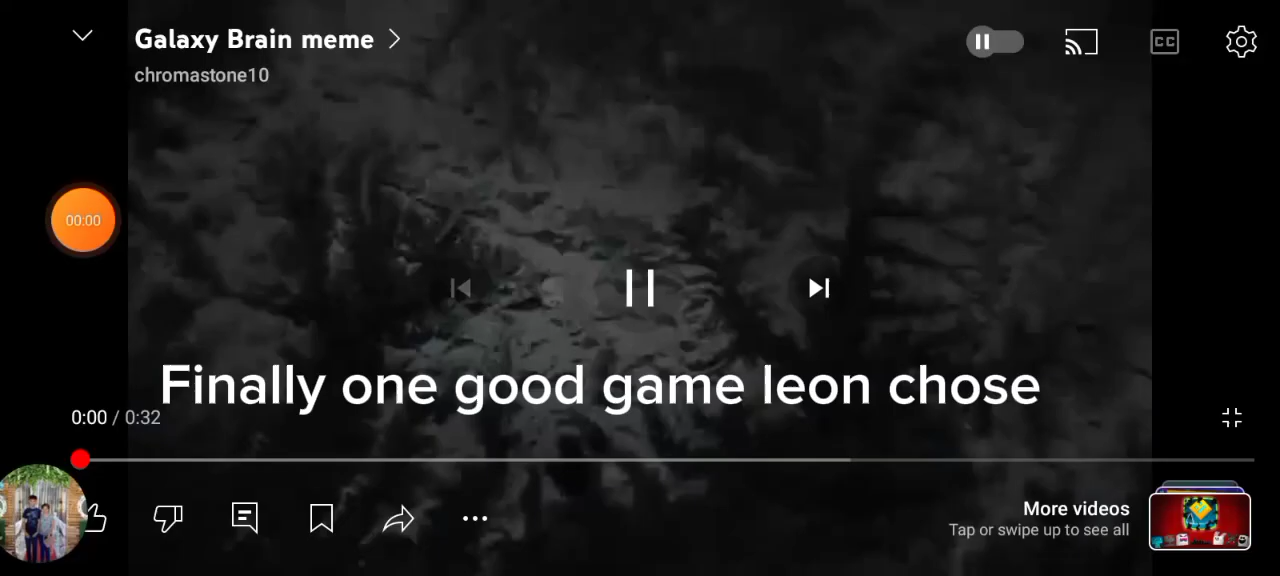 Galaxy Brain meme
chromastone10
CC
00:00
Finally one good game leon chose
0:00 / 0:32
More videos
Tap or swipe up to see all